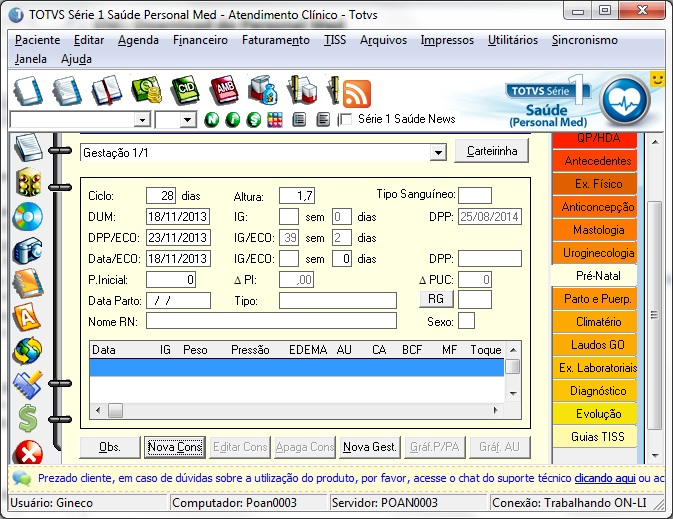 TOTVS Série 1 Saúde Personal Med - Atendimento Clínico - Totvs
Paciente Editar Agenda Financeiro Faturamento TISS Arquivos Impressos Utilitários Sincronismo
Janela Ajuda
CID AMB
TOTVS Série 1
Saúde
(Personal Med)
N F S Série 1 Saúde News
Gestação 1/1 Carteirinha
Ciclo: 28 dias Altura: 1,7 Tipo Sanguíneo:
DUM: 18/11/2013 IG: sem 0 dias DPP: 25/08/2014
DPP/ECO: 23/11/2013 IG/ECO: 39 sem 2 dias
Data/ECO: 18/11/2013 IG/ECO: sem 0 dias DPP:
P.Inicial: 0 Δ PI: ,00 Δ PUC: 0
Data Parto: / / Tipo: RG
Nome RN: Sexo:
Data IG Peso Pressão EDEMA AU CA BCF MF Toque
Obs. Nova Cons Editar Cons Apaga Cons Nova Gest. Gráf.P/PA Gráf. AU
QP/HDA
Antecedentes
Ex. Físico
Anticoncepção
Mastologia
Uroginecologia
Pré-Natal
Parto e Puerp.
Climatério
Laudos GO
Ex. Laboratoriais
Diagnóstico
Evolução
Guias TISS
Prezado cliente, em caso de dúvidas sobre a utilização do produto, por favor, acesse o chat do suporte técnico clicando aqui ou ac
Usuário: Gineco Computador: Poan0003 Servidor: POAN0003 Conexão: Trabalhando ON-LI